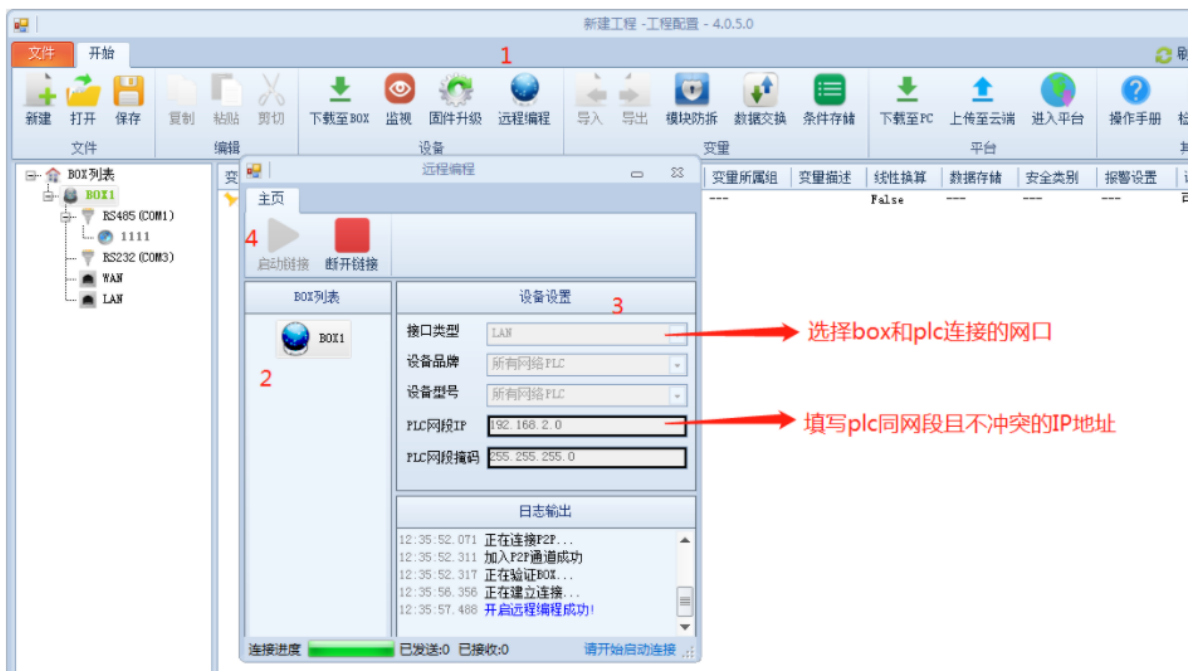 新建工程 -工程配置 - 4.0.5.0
文件 开始 1
新建 打开 保存 复制 粘贴 剪切 下载至BOX 监视 固件升级 远程编程 导入 导出 模块防拆 数据交换 条件存储 下载至PC 上传至云端 进入平台 操作手册
文件 编辑 设备 变量 平台
BOX列表
BOX1
RS485(COM1)
1111
RS232(COM3)
WAN
LAN
变量所属组 变量描述 线性换算 数据存储 安全类别 报警设置
--- False --- --- ---
远程编程
主页
4
启动链接 断开链接
BOX列表
BOX1
2
设备设置
3
接口类型 LAN
设备品牌 所有网络PLC
设备型号 所有网络PLC
PLC网段IP 192.168.2.0
PLC网段掩码 255.255.255.0
选择box和plc连接的网口
填写plc同网段且不冲突的IP地址
日志输出
12:35:52.071 正在连接P2P...
12:35:52.311 加入P2P通道成功
12:35:52.317 正在验证BOX...
12:35:56.356 正在建立连接...
12:35:57.488 开启远程编程成功!
连接进度 已发送:0 已接收:0 请开始启动连接